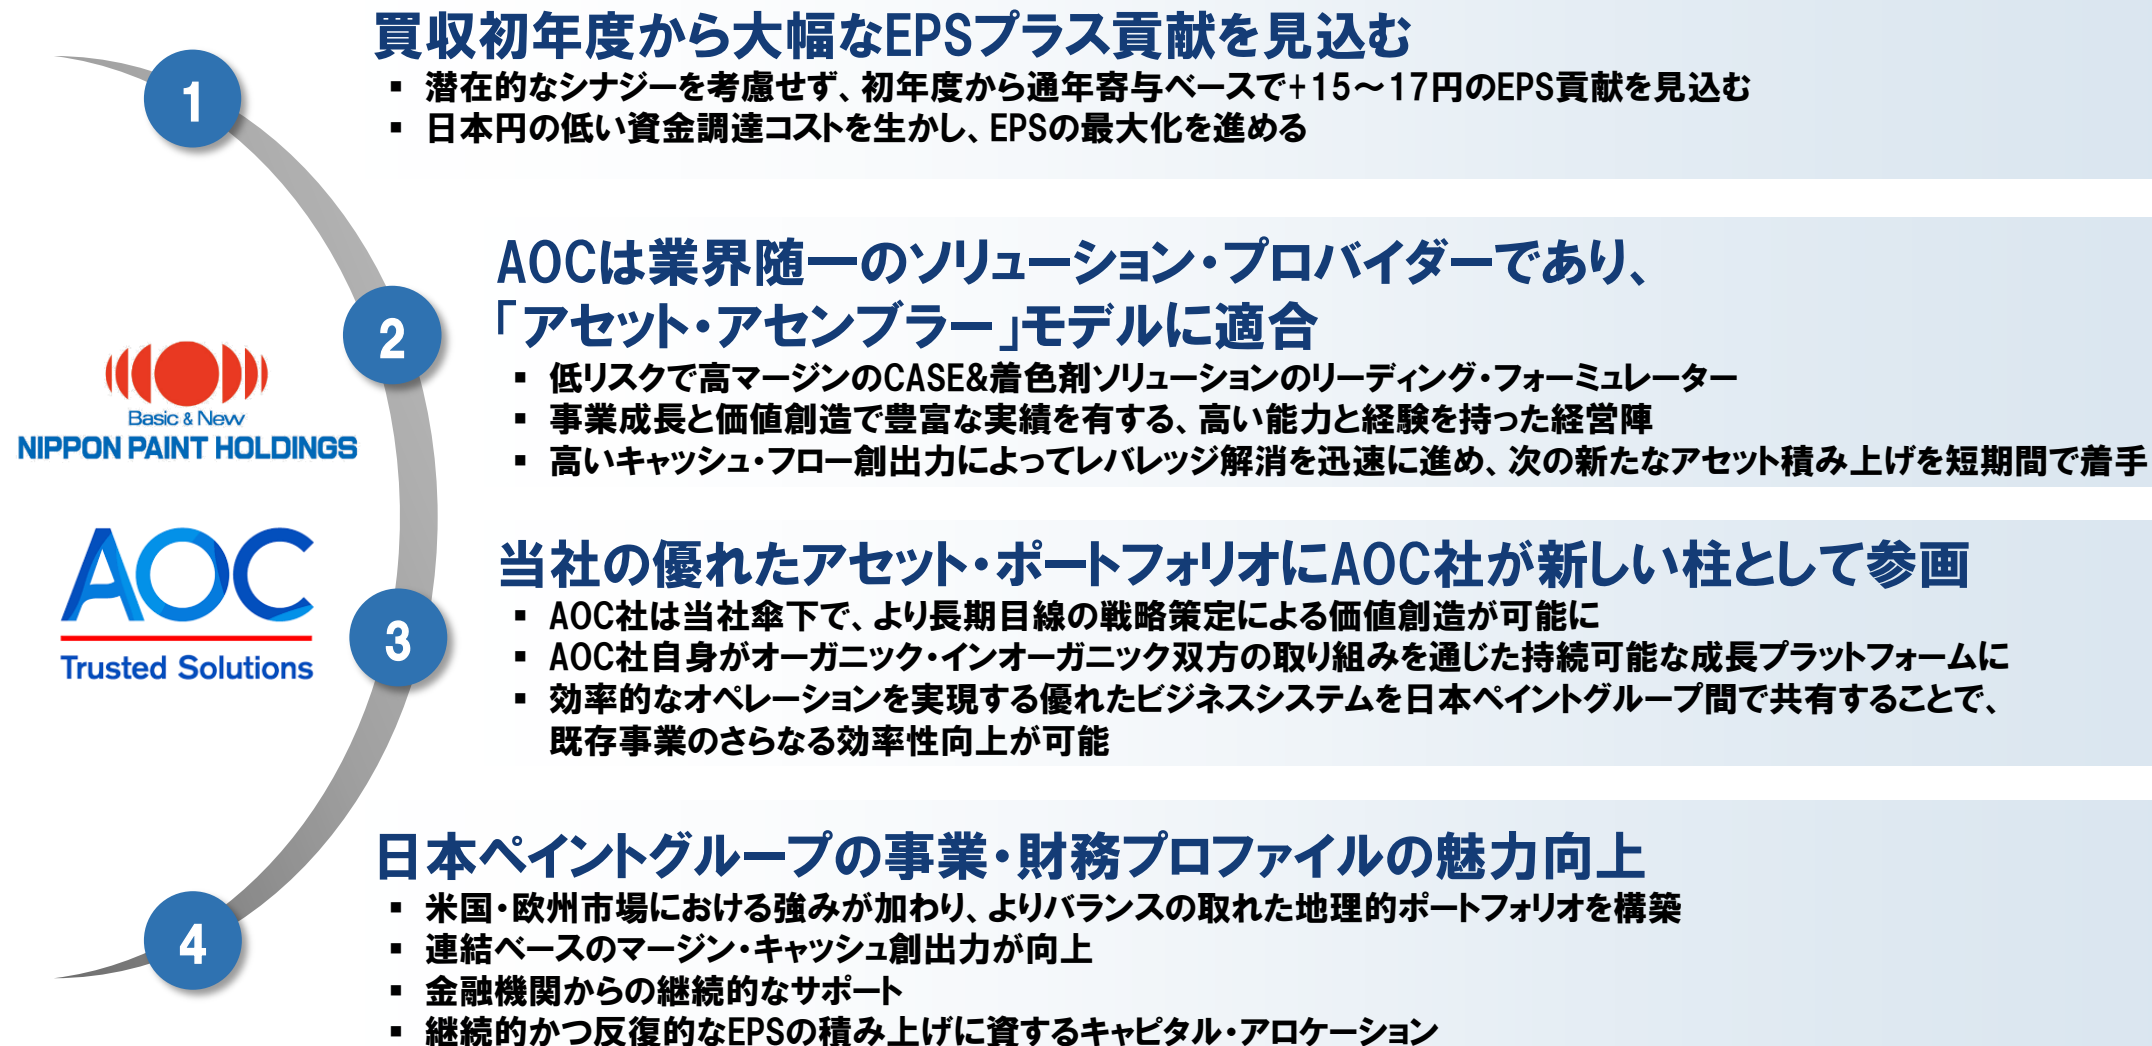 1
買収初年度から大幅なEPSプラス貢献を見込む
▪ 潜在的なシナジーを考慮せず、初年度から通年寄与ベースで+15~17円のEPS貢献を見込む
▪ 日本円の低い資金調達コストを生かし、EPSの最大化を進める
2
AOCは業界随一のソリューション・プロバイダーであり、
「アセット・アセンブラー」モデルに適合
▪ 低リスクで高マージンのCASE&着色剤ソリューションのリーディング・フォーミュレーター
▪ 事業成長と価値創造で豊富な実績を有する、高い能力と経験を持った経営陣
▪ 高いキャッシュ・フロー創出力によってレバレッジ解消を迅速に進め、次の新たなアセット積み上げを短期間で着手
Basic & New
NIPPON PAINT HOLDINGS
AOC
Trusted Solutions
3
当社の優れたアセット・ポートフォリオにAOC社が新しい柱として参画
▪ AOC社は当社傘下で、より長期目線の戦略策定による価値創造が可能に
▪ AOC社自身がオーガニック・インオーガニック双方の取り組みを通じた持続可能な成長プラットフォームに
▪ 効率的なオペレーションを実現する優れたビジネスシステムを日本ペイントグループ間で共有することで、
既存事業のさらなる効率性向上が可能
4
日本ペイントグループの事業・財務プロファイルの魅力向上
▪ 米国・欧州市場における強みが加わり、よりバランスの取れた地理的ポートフォリオを構築
▪ 連結ベースのマージン・キャッシュ創出力が向上
▪ 金融機関からの継続的なサポート
▪ 継続的かつ反復的なEPSの積み上げに資するキャピタル・アロケーション